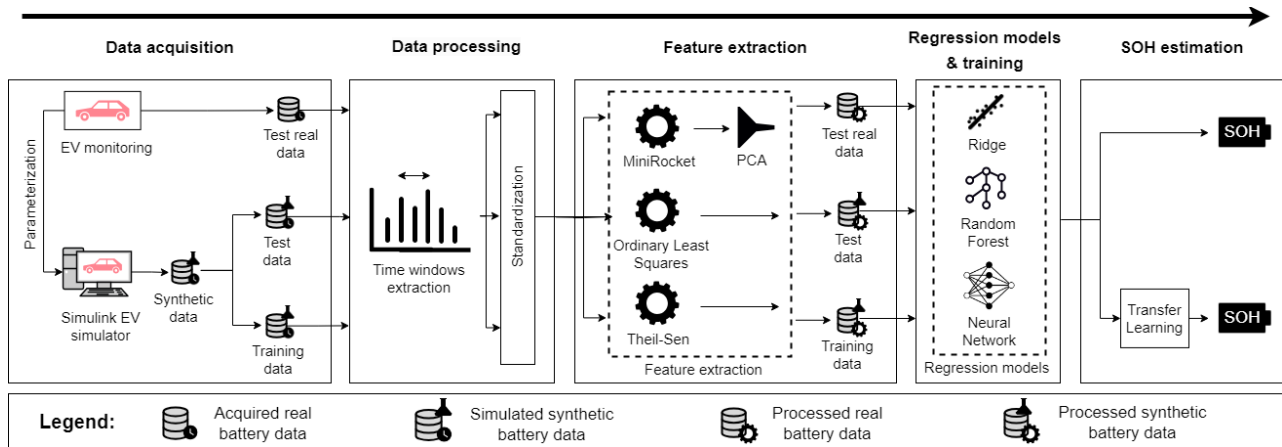 Data acquisition
Data processing
Feature extraction
Regression models
& training
SOH estimation
Parameterization
EV monitoring
Test real
data
Simulink EV
simulator
Synthetic
data
Test
data
Training
data
Time windows
extraction
Standardization
MiniRocket
PCA
Ordinary Least
Squares
Theil-Sen
Feature extraction
Test real
data
Test
data
Training
data
Ridge
Random
Forest
Neural
Network
Regression models
SOH
Transfer
Learning
SOH
Legend:
Acquired real
battery data
Simulated synthetic
battery data
Processed real
battery data
Processed synthetic
battery data